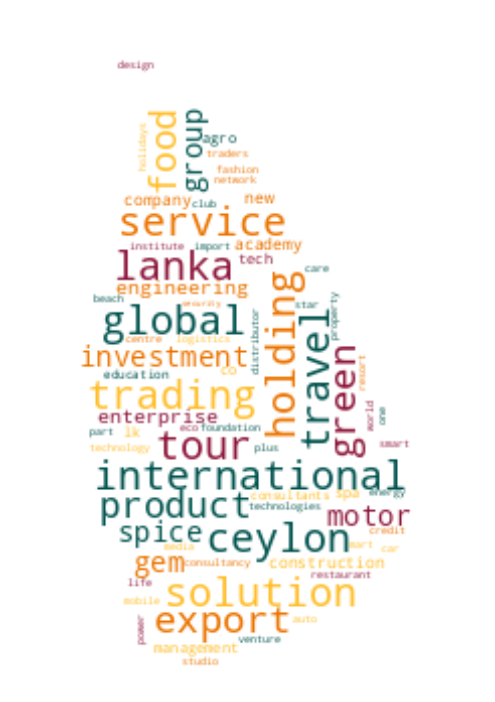 design
holidays
food
group
agro
traders
fashion
network
company
club
new
service
institute
import
academy
lanka
tech
care
engineering
holding
beach
security
star
property
global
distributor
travel
centre
logistics
investment
green
resort
education
co
trading
enterprise
world
one
part
lk
eco
foundation
tour
plus
smart
technology
international
consultants
spa
energy
product
technologies
motor
spice
ceylon
credit
media
mart
car
gem
consultancy
construction
restaurant
life
solution
mobile
export
auto
power
venture
management
studio